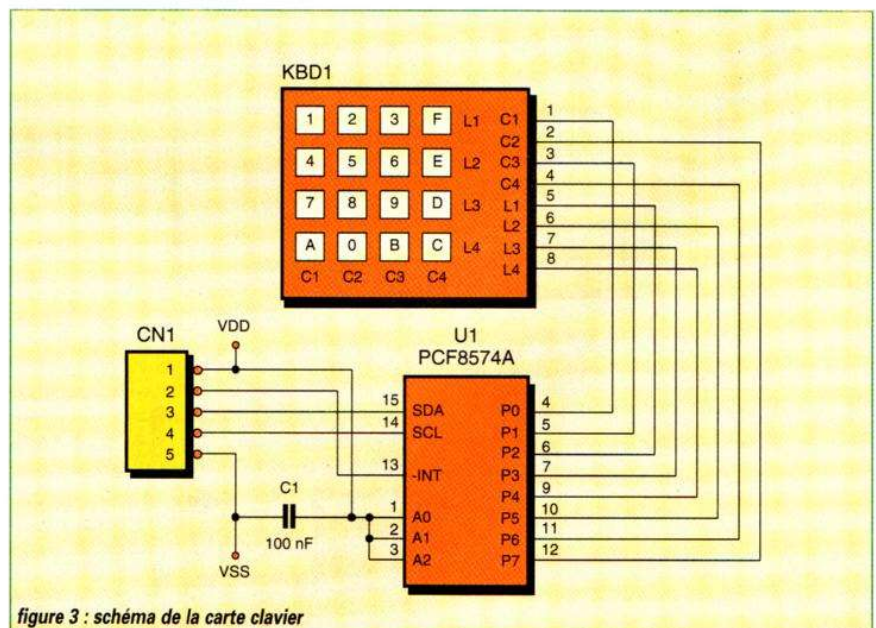 KBD1
1 2 3 F L1 C1 1
C2 2
4 5 6 E L2 C3 3
C4 4
7 8 9 D L3 L1 5
L2 6
A 0 B C L4 L3 7
C1 C2 C3 C4 L4 8
CN1 VDD U1
PCF8574A
1
2
3 15 SDA P0 4
4 14 SCL P1 5
5 P2 6
13 -INT P3 7
C1 P4 9
1 A0 P5 10
2 A1 P6 11
100 nF 3 A2 P7 12
VSS
figure 3 : schéma de la carte clavier